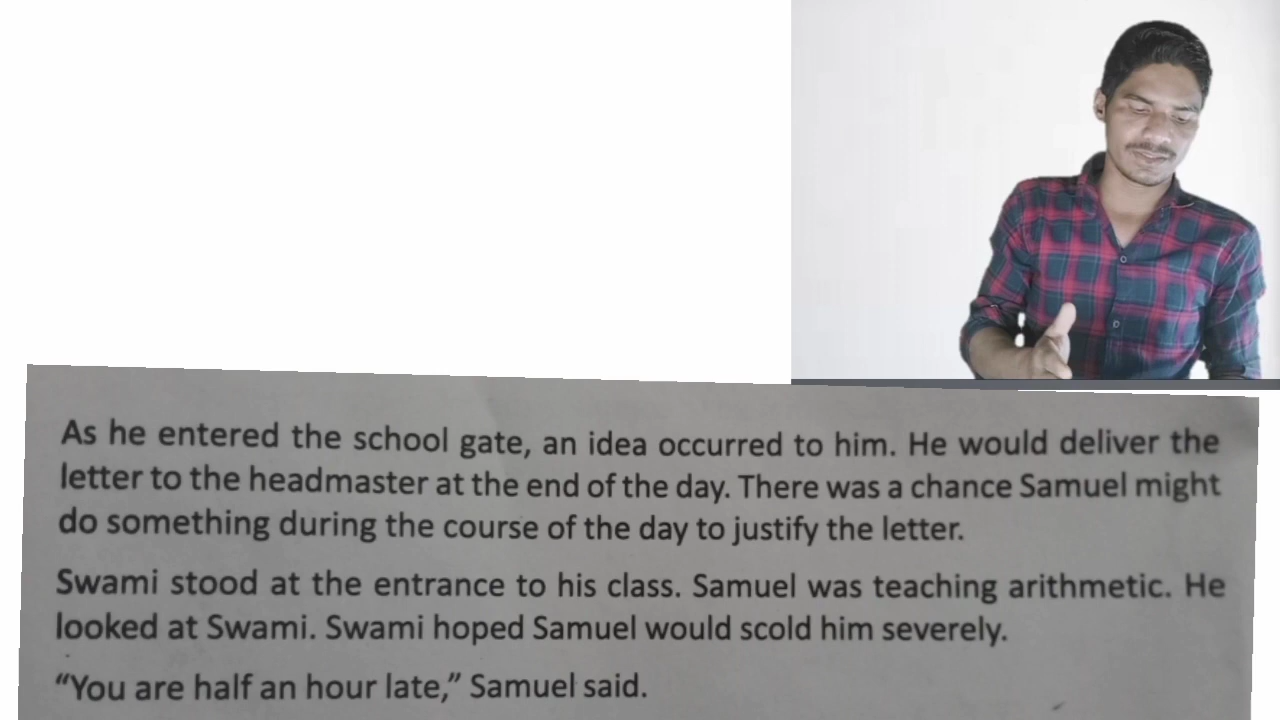 As he entered the school gate, an idea occurred to him. He would deliver the
letter to the headmaster at the end of the day. There was a chance Samuel might
do something during the course of the day to justify the letter.
Swami stood at the entrance to his class. Samuel was teaching arithmetic. He
looked at Swami. Swami hoped Samuel would scold him severely.
“You are half an hour late,” Samuel said.